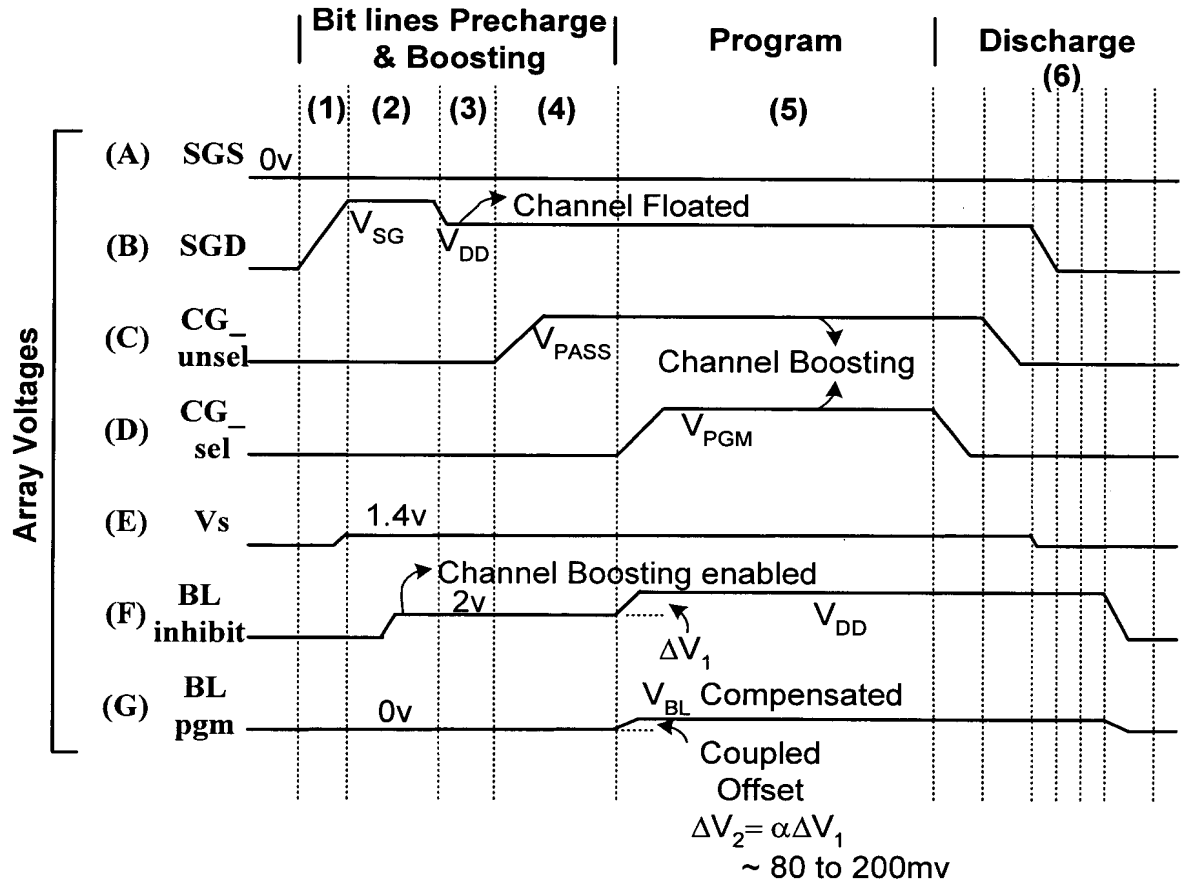 Bit lines Precharge
& Boosting
Program
Discharge
(6)
(1) (2) (3) (4) (5)
Array Voltages
(A) SGS 0v
(B) SGD
V_SG
V_DD
Channel Floated
(C) CG_
unsel
V_PASS
Channel Boosting
(D) CG_
sel
V_PGM
(E) Vs
1.4v
(F) BL
inhibit
Channel Boosting enabled
2v
ΔV_1
V_DD
(G) BL
pgm
0v
V_BL Compensated
Coupled
Offset
ΔV_2= αΔV_1
~ 80 to 200mv